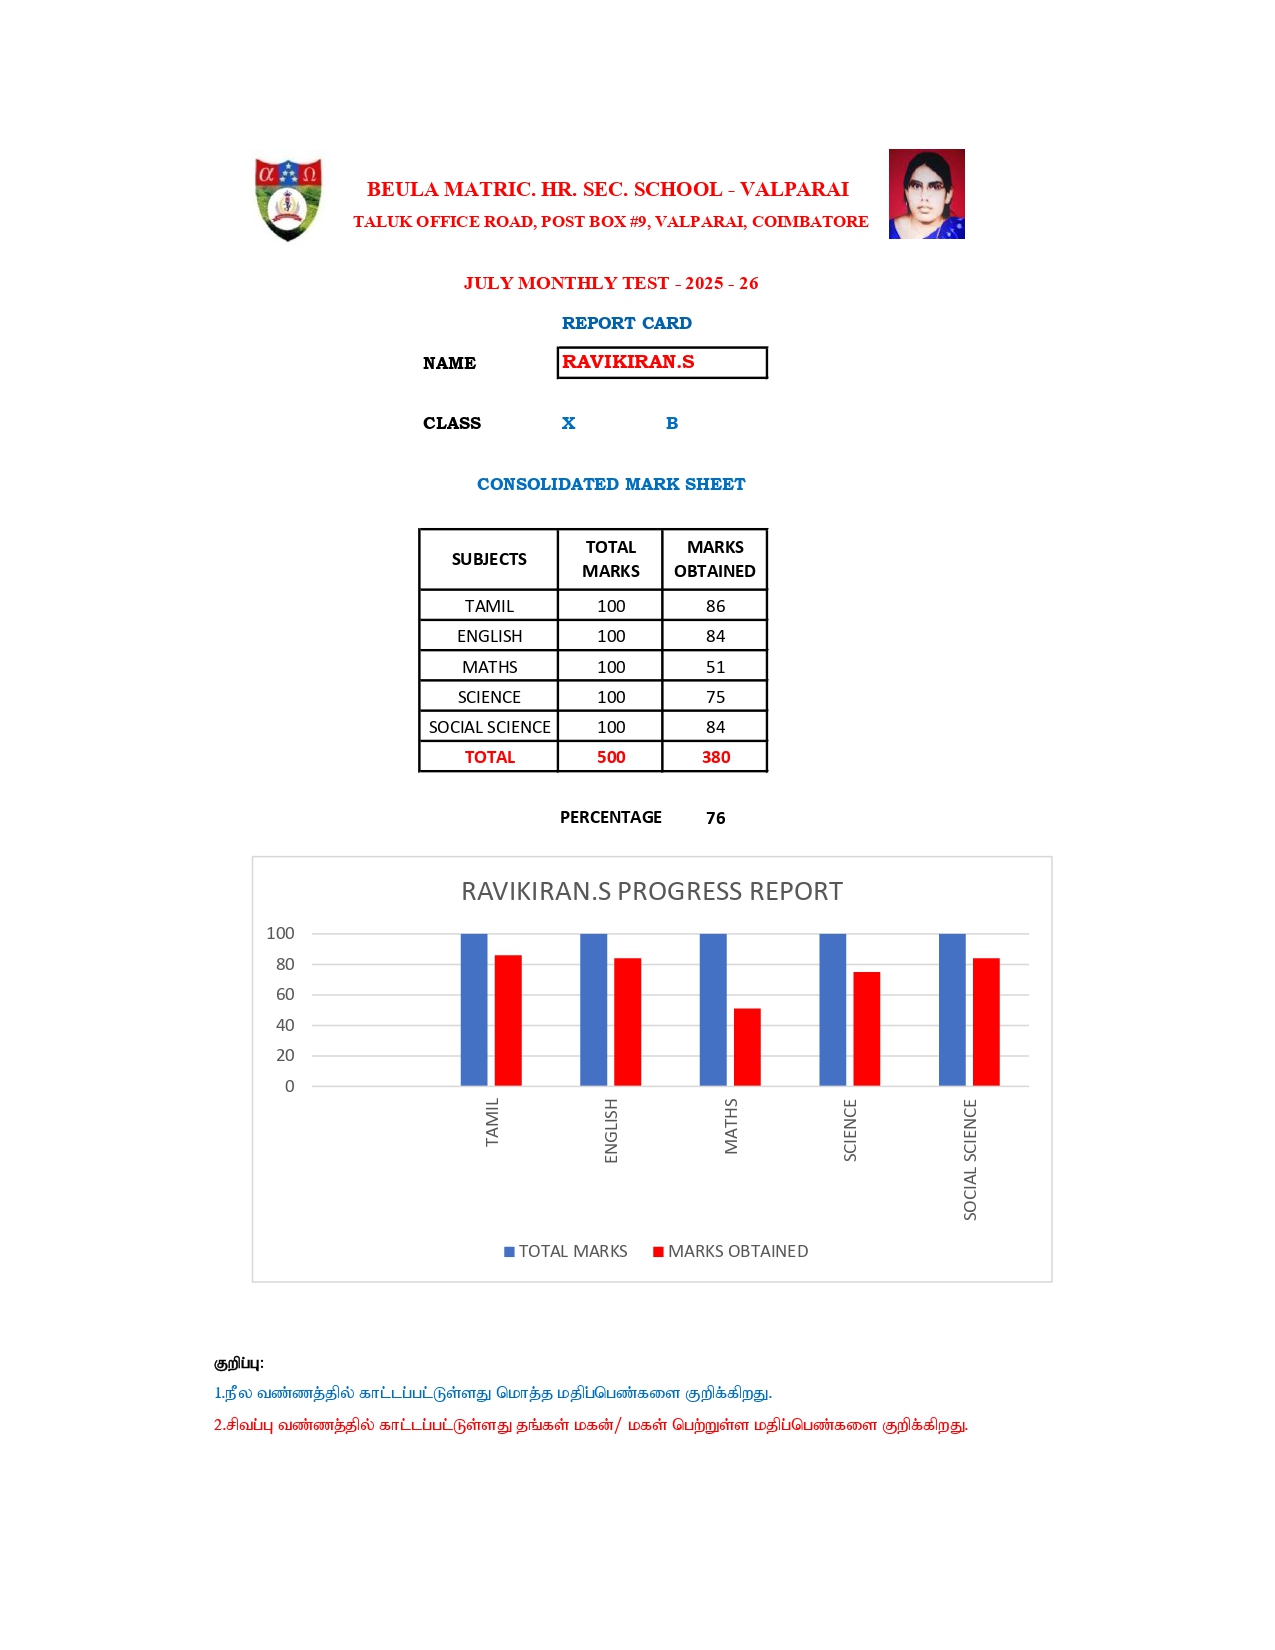 α Ω
BEULA MATRIC. HR. SEC. SCHOOL - VALPARAI
TALUK OFFICE ROAD, POST BOX #9, VALPARAI, COIMBATORE
JULY MONTHLY TEST - 2025 - 26
REPORT CARD
NAME RAVIKIRAN.S
CLASS X B
CONSOLIDATED MARK SHEET
SUBJECTS TOTAL MARKS MARKS OBTAINED
TAMIL 100 86
ENGLISH 100 84
MATHS 100 51
SCIENCE 100 75
SOCIAL SCIENCE 100 84
TOTAL 500 380
PERCENTAGE 76
RAVIKIRAN.S PROGRESS REPORT
100
80
60
40
20
0
TAMIL ENGLISH MATHS SCIENCE SOCIAL SCIENCE
TOTAL MARKS MARKS OBTAINED
குறிப்பு:
1.நீல வண்ணத்தில் காட்டப்பட்டுள்ளது மொத்த மதிப்பெண்களை குறிக்கிறது.
2.சிவப்பு வண்ணத்தில் காட்டப்பட்டுள்ளது தங்கள் மகன்/ மகள் பெற்றுள்ள மதிப்பெண்களை குறிக்கிறது.